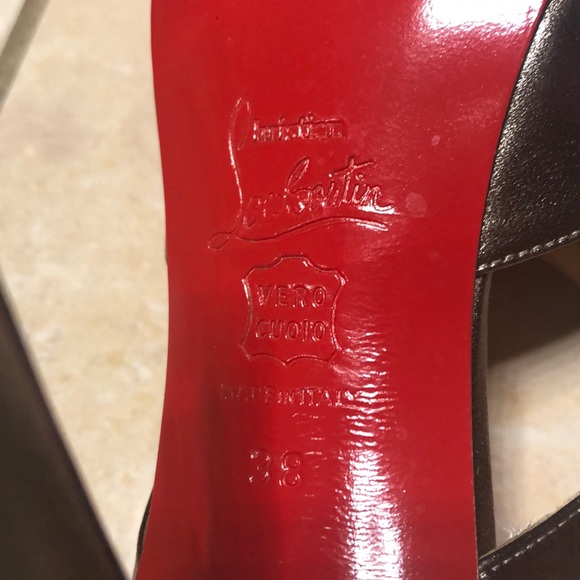 Christian
Louboutin
VERO
CUOIO
MADE IN ITALY
38